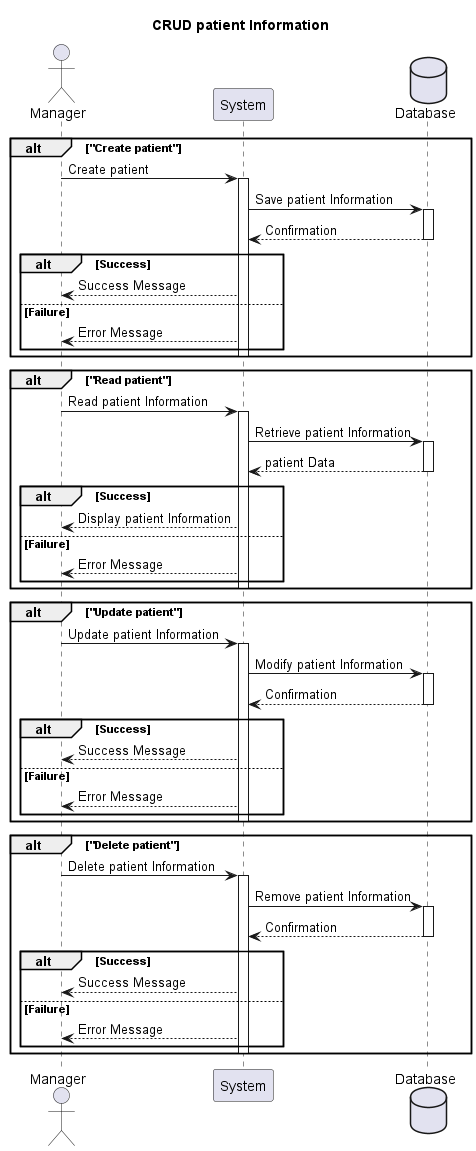 CRUD patient Information
Manager
System
Database
alt ["Create patient"]
Create patient
Save patient Information
Confirmation
alt [Success]
Success Message
[Failure]
Error Message
alt ["Read patient"]
Read patient Information
Retrieve patient Information
patient Data
alt [Success]
Display patient Information
[Failure]
Error Message
alt ["Update patient"]
Update patient Information
Modify patient Information
Confirmation
alt [Success]
Success Message
[Failure]
Error Message
alt ["Delete patient"]
Delete patient Information
Remove patient Information
Confirmation
alt [Success]
Success Message
[Failure]
Error Message
Manager
System
Database